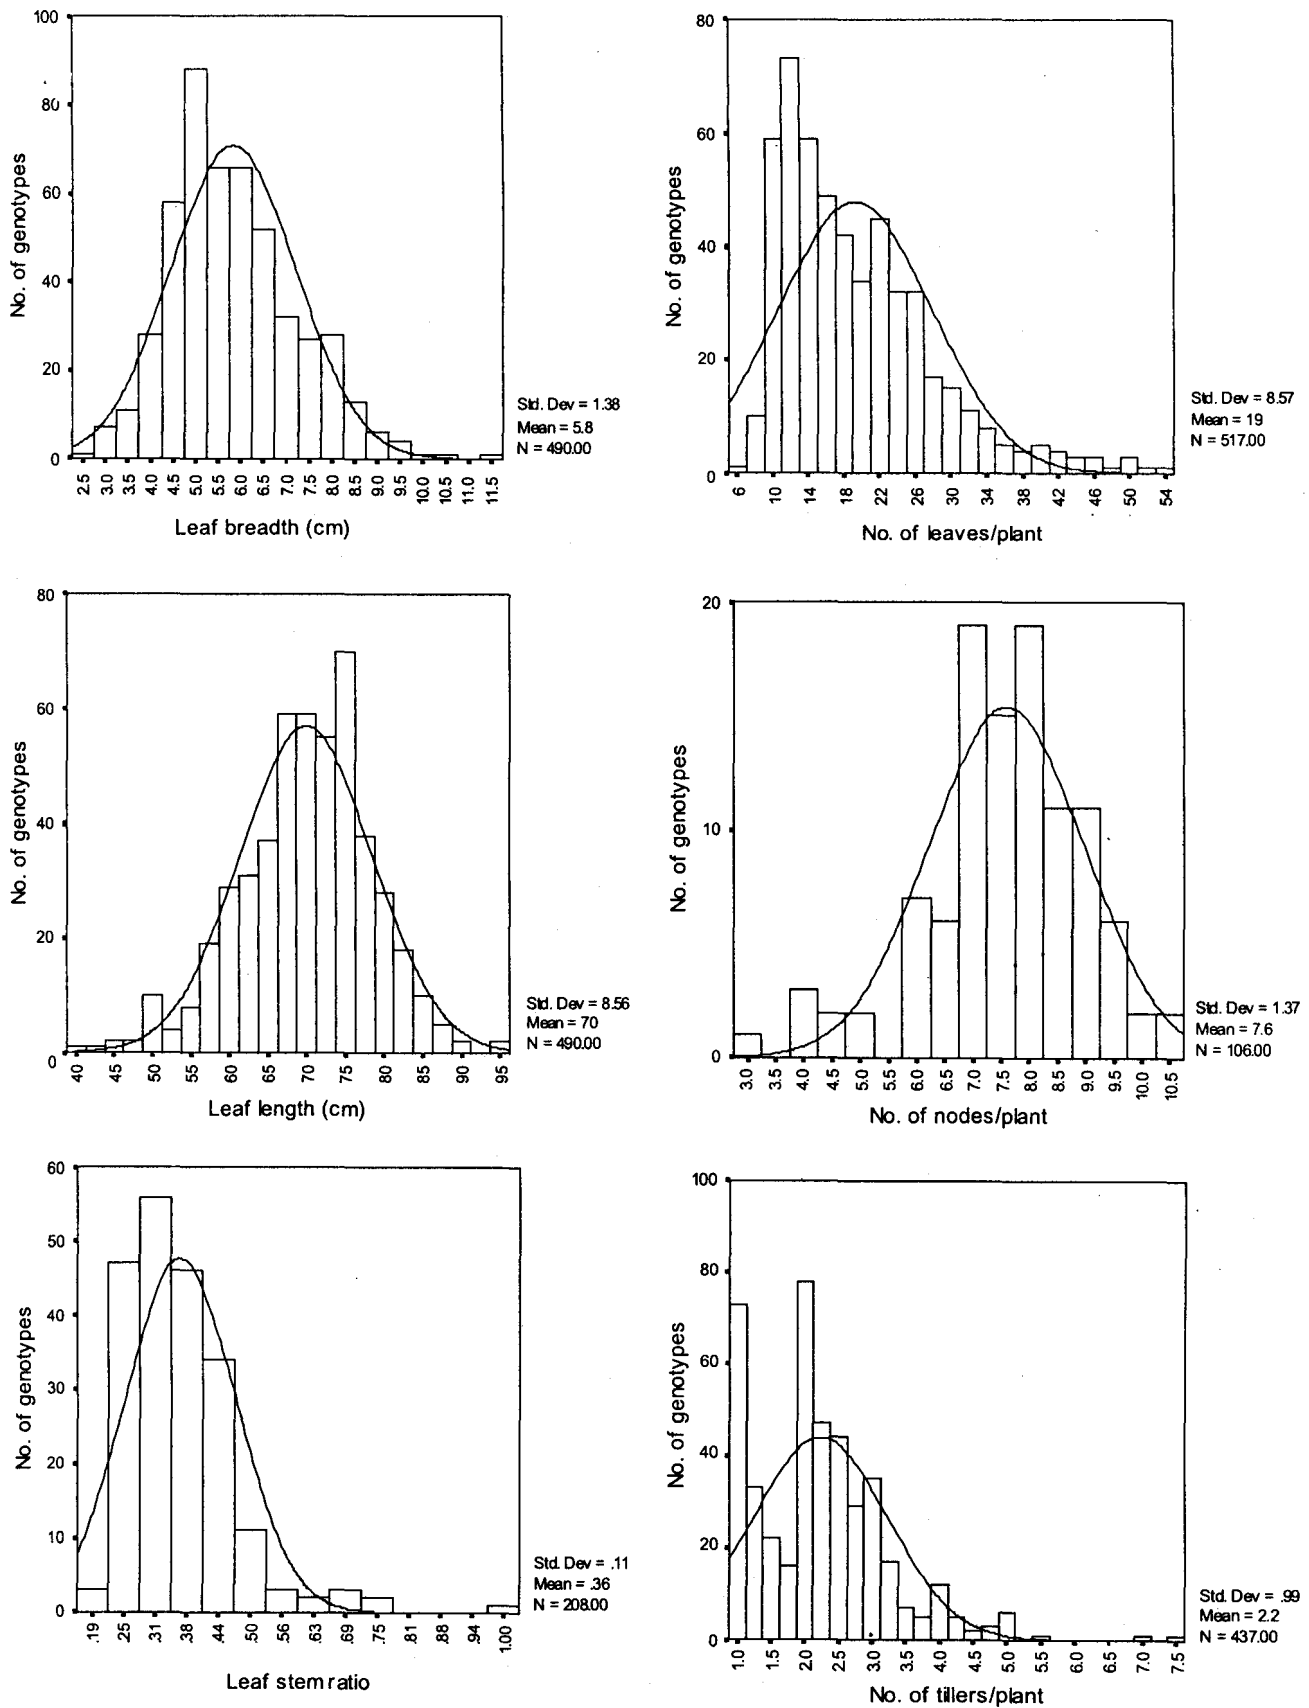 100
80
60
40
20
0
No. of genotypes
2.5 3.0 3.5 4.0 4.5 5.0 5.5 6.0 6.5 7.0 7.5 8.0 8.5 9.0 9.5 10.0 10.5 11.0 11.5
Leaf breadth (cm)
Std. Dev = 1.38
Mean = 5.8
N = 490.00
80
60
40
20
0
No. of genotypes
6 10 14 18 22 26 30 34 38 42 46 50 54
No. of leaves/plant
Std. Dev = 8.57
Mean = 19
N = 517.00
80
60
40
20
0
No. of genotypes
40 45 50 55 60 65 70 75 80 85 90 95
Leaf length (cm)
Std. Dev = 8.56
Mean = 70
N = 490.00
20
10
0
No. of genotypes
3.0 3.5 4.0 4.5 5.0 5.5 6.0 6.5 7.0 7.5 8.0 8.5 9.0 9.5 10.0 10.5
No. of nodes/plant
Std. Dev = 1.37
Mean = 7.6
N = 106.00
60
50
40
30
20
10
0
No. of genotypes
.19 .25 .31 .38 .44 .50 .56 .63 .69 .75 .81 .88 .94 1.00
Leaf stem ratio
Std. Dev = .11
Mean = .36
N = 208.00
100
80
60
40
20
0
No. of genotypes
1.0 1.5 2.0 2.5 3.0 3.5 4.0 4.5 5.0 5.5 6.0 6.5 7.0 7.5
No. of tillers/plant
Std. Dev = .99
Mean = 2.2
N = 437.00